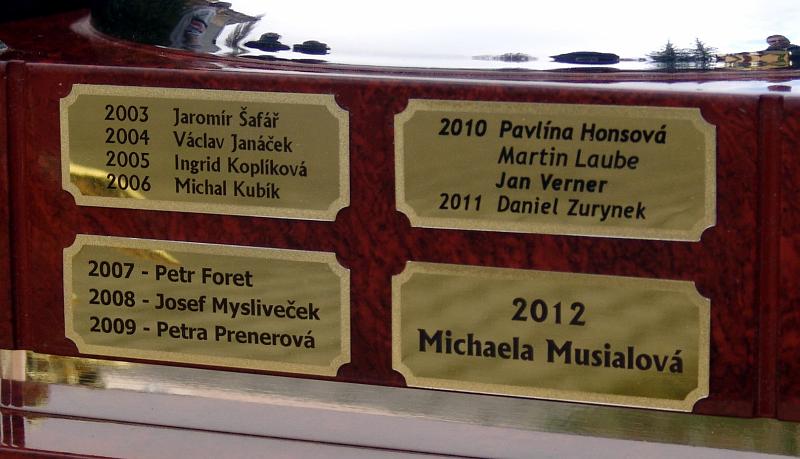 2003 Jaromír Šafář
2004 Václav Janáček
2005 Ingrid Koplíková
2006 Michal Kubík
2007 - Petr Foret
2008 - Josef Mysliveček
2009 - Petra Prenerová
2010 Pavlína Honsová
Martin Laube
Jan Verner
2011 Daniel Zurynek
2012
Michaela Musialová